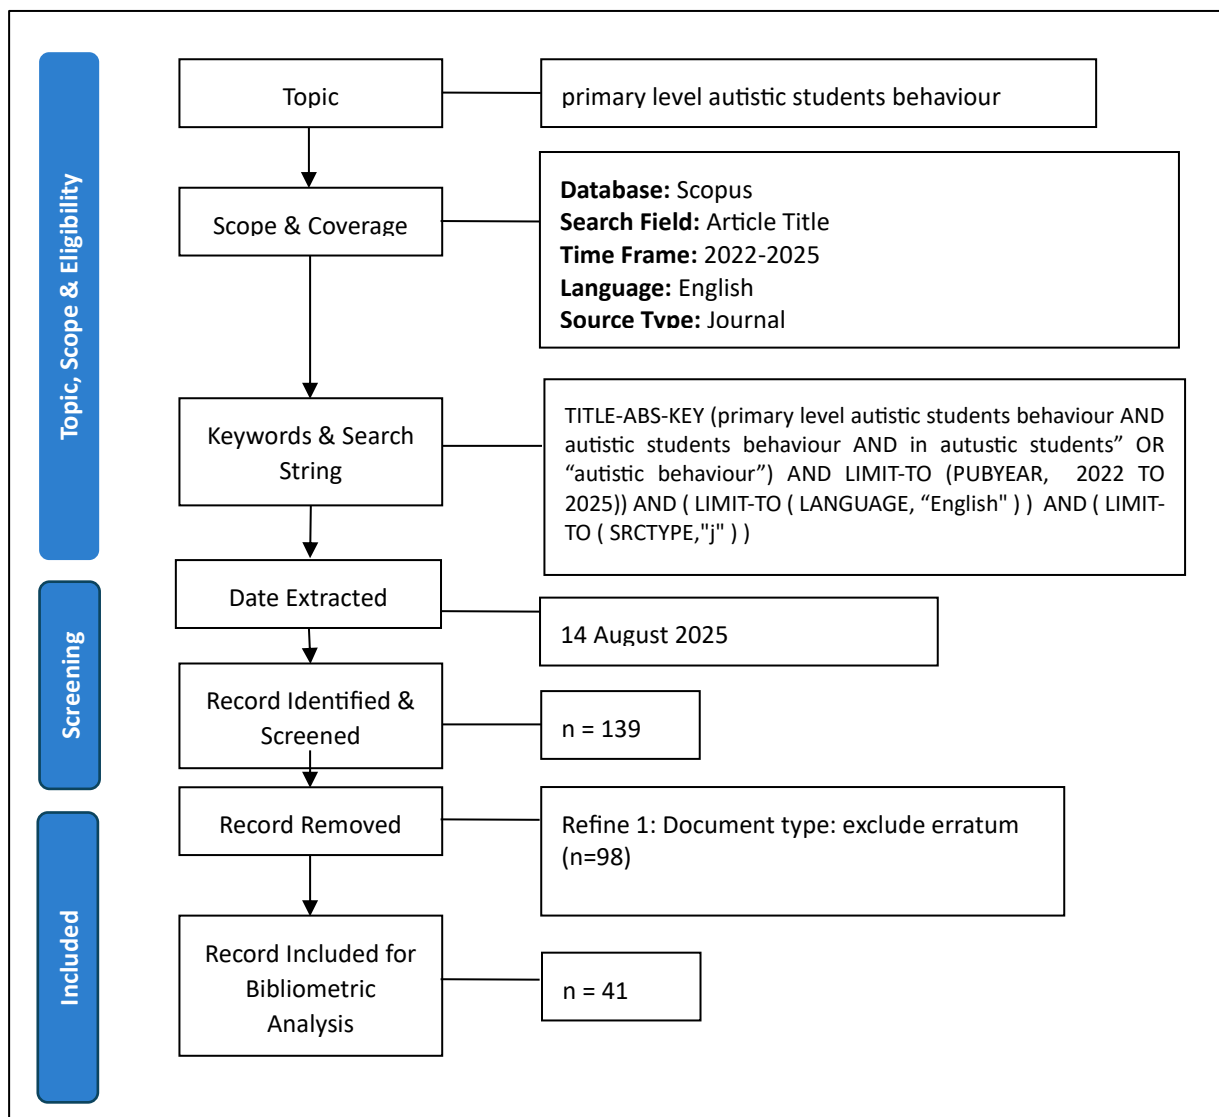 Topic, Scope & Eligibility
Topic
primary level autistic students behaviour
Scope & Coverage
Database: Scopus
Search Field: Article Title
Time Frame: 2022-2025
Language: English
Source Type: Journal
Keywords & Search
String
TITLE-ABS-KEY (primary level autistic students behaviour AND
autistic students behaviour AND in autustic students” OR
“autistic behaviour”) AND LIMIT-TO (PUBYEAR, 2022 TO
2025)) AND ( LIMIT-TO ( LANGUAGE, “English" ) ) AND ( LIMIT-
TO ( SRCTYPE,"j" ) )
Screening
Date Extracted
14 August 2025
Record Identified &
Screened
n = 139
Included
Record Removed
Refine 1: Document type: exclude erratum
(n=98)
Record Included for
Bibliometric
Analysis
n = 41